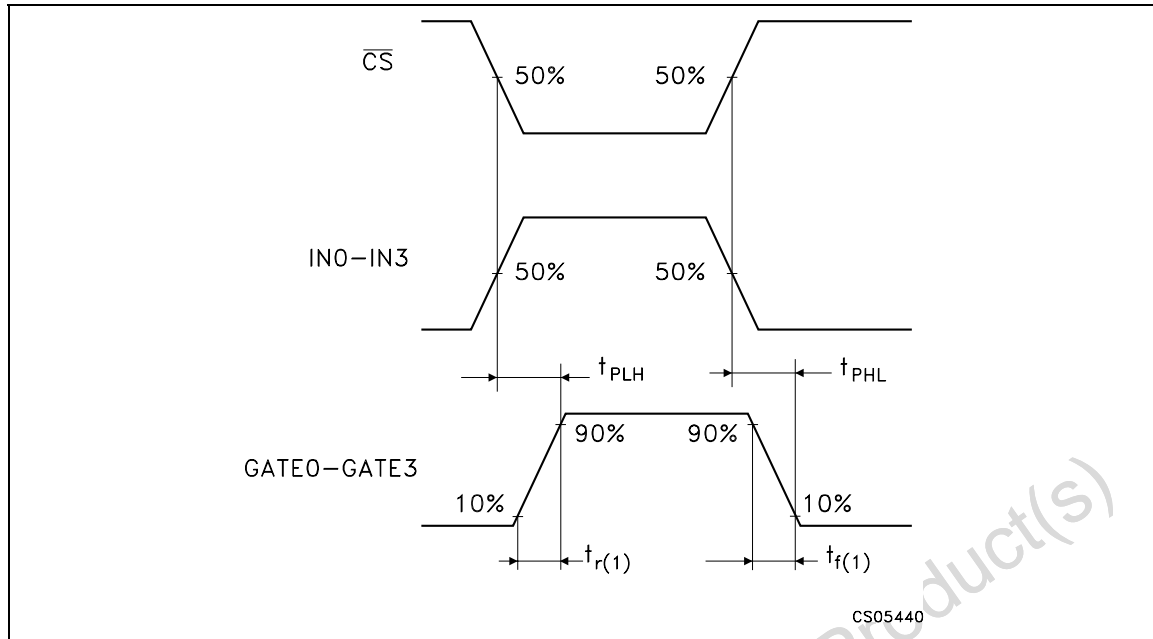 C̅S̅
50% 50%
IN0-IN3
50% 50%
tPLH tPHL
90% 90%
GATE0-GATE3
10% 10%
tr(1) tf(1)
CS05440
Product(s)